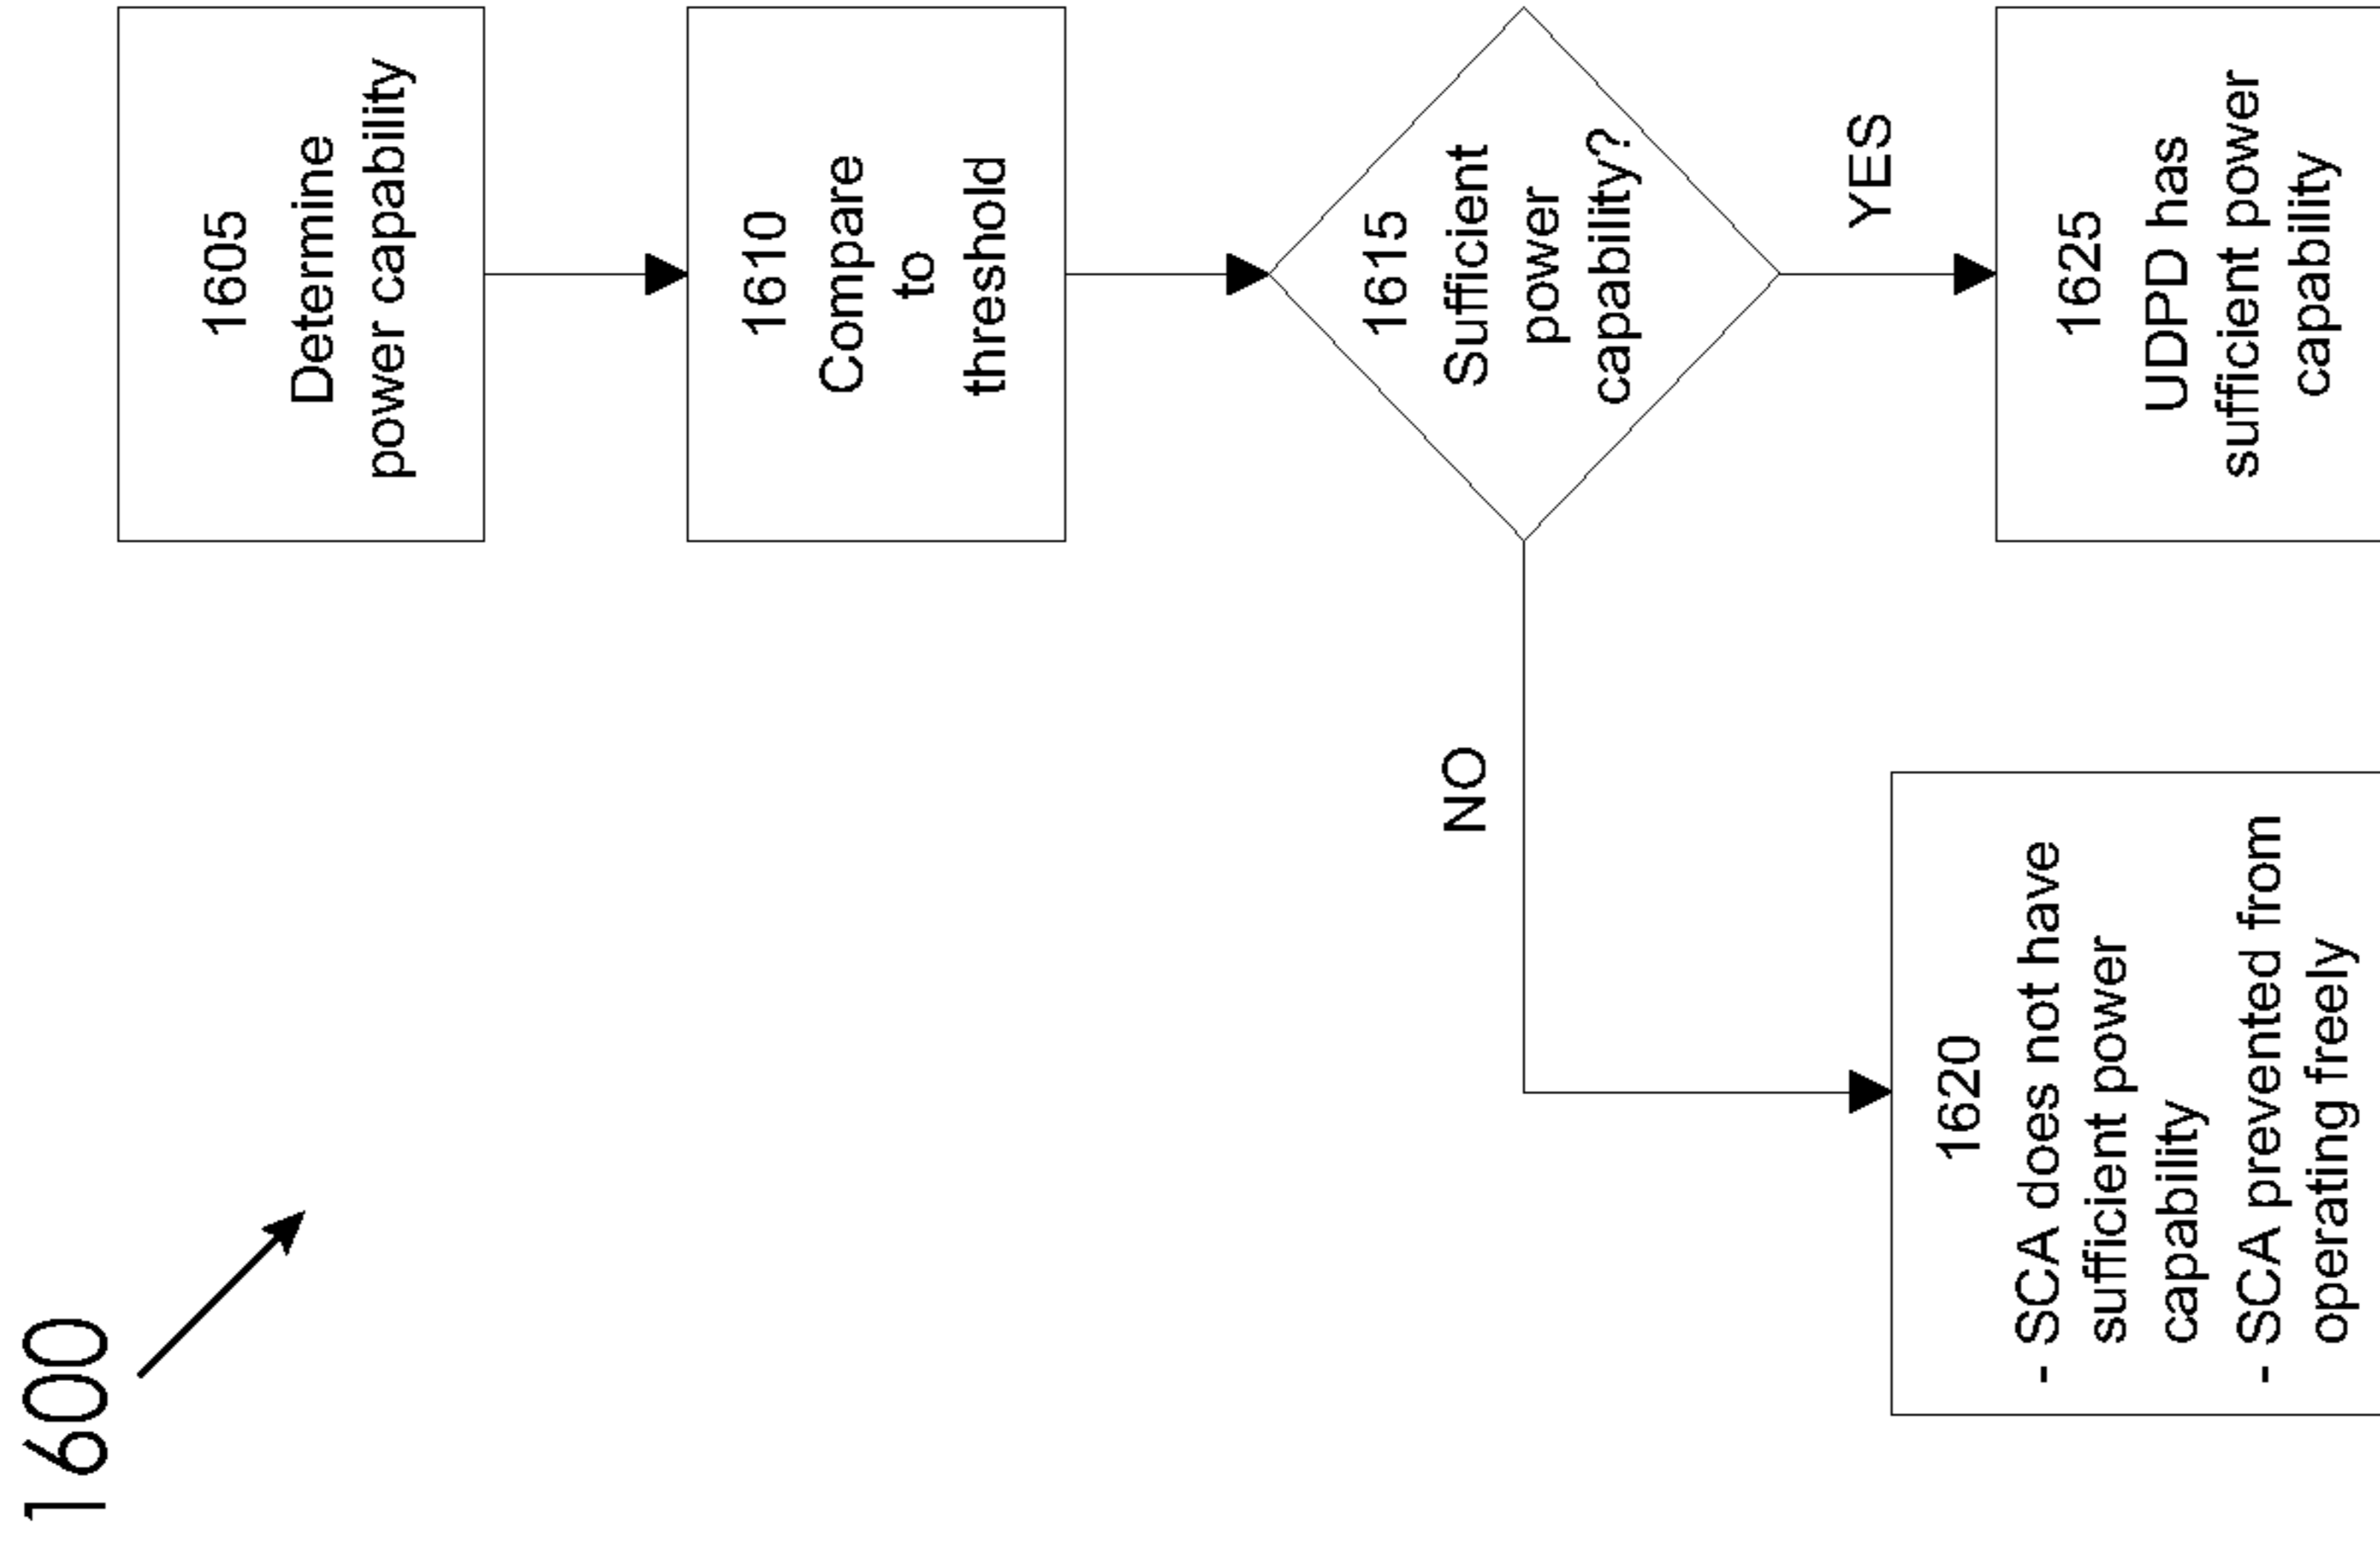 1600
1605
Determine
power capability
1610
Compare
to
threshold
1615
Sufficient
power
capability?
NO
YES
1620
- SCA does not have
sufficient power
capability
- SCA prevented from
operating freely
1625
UDPD has
sufficient power
capability